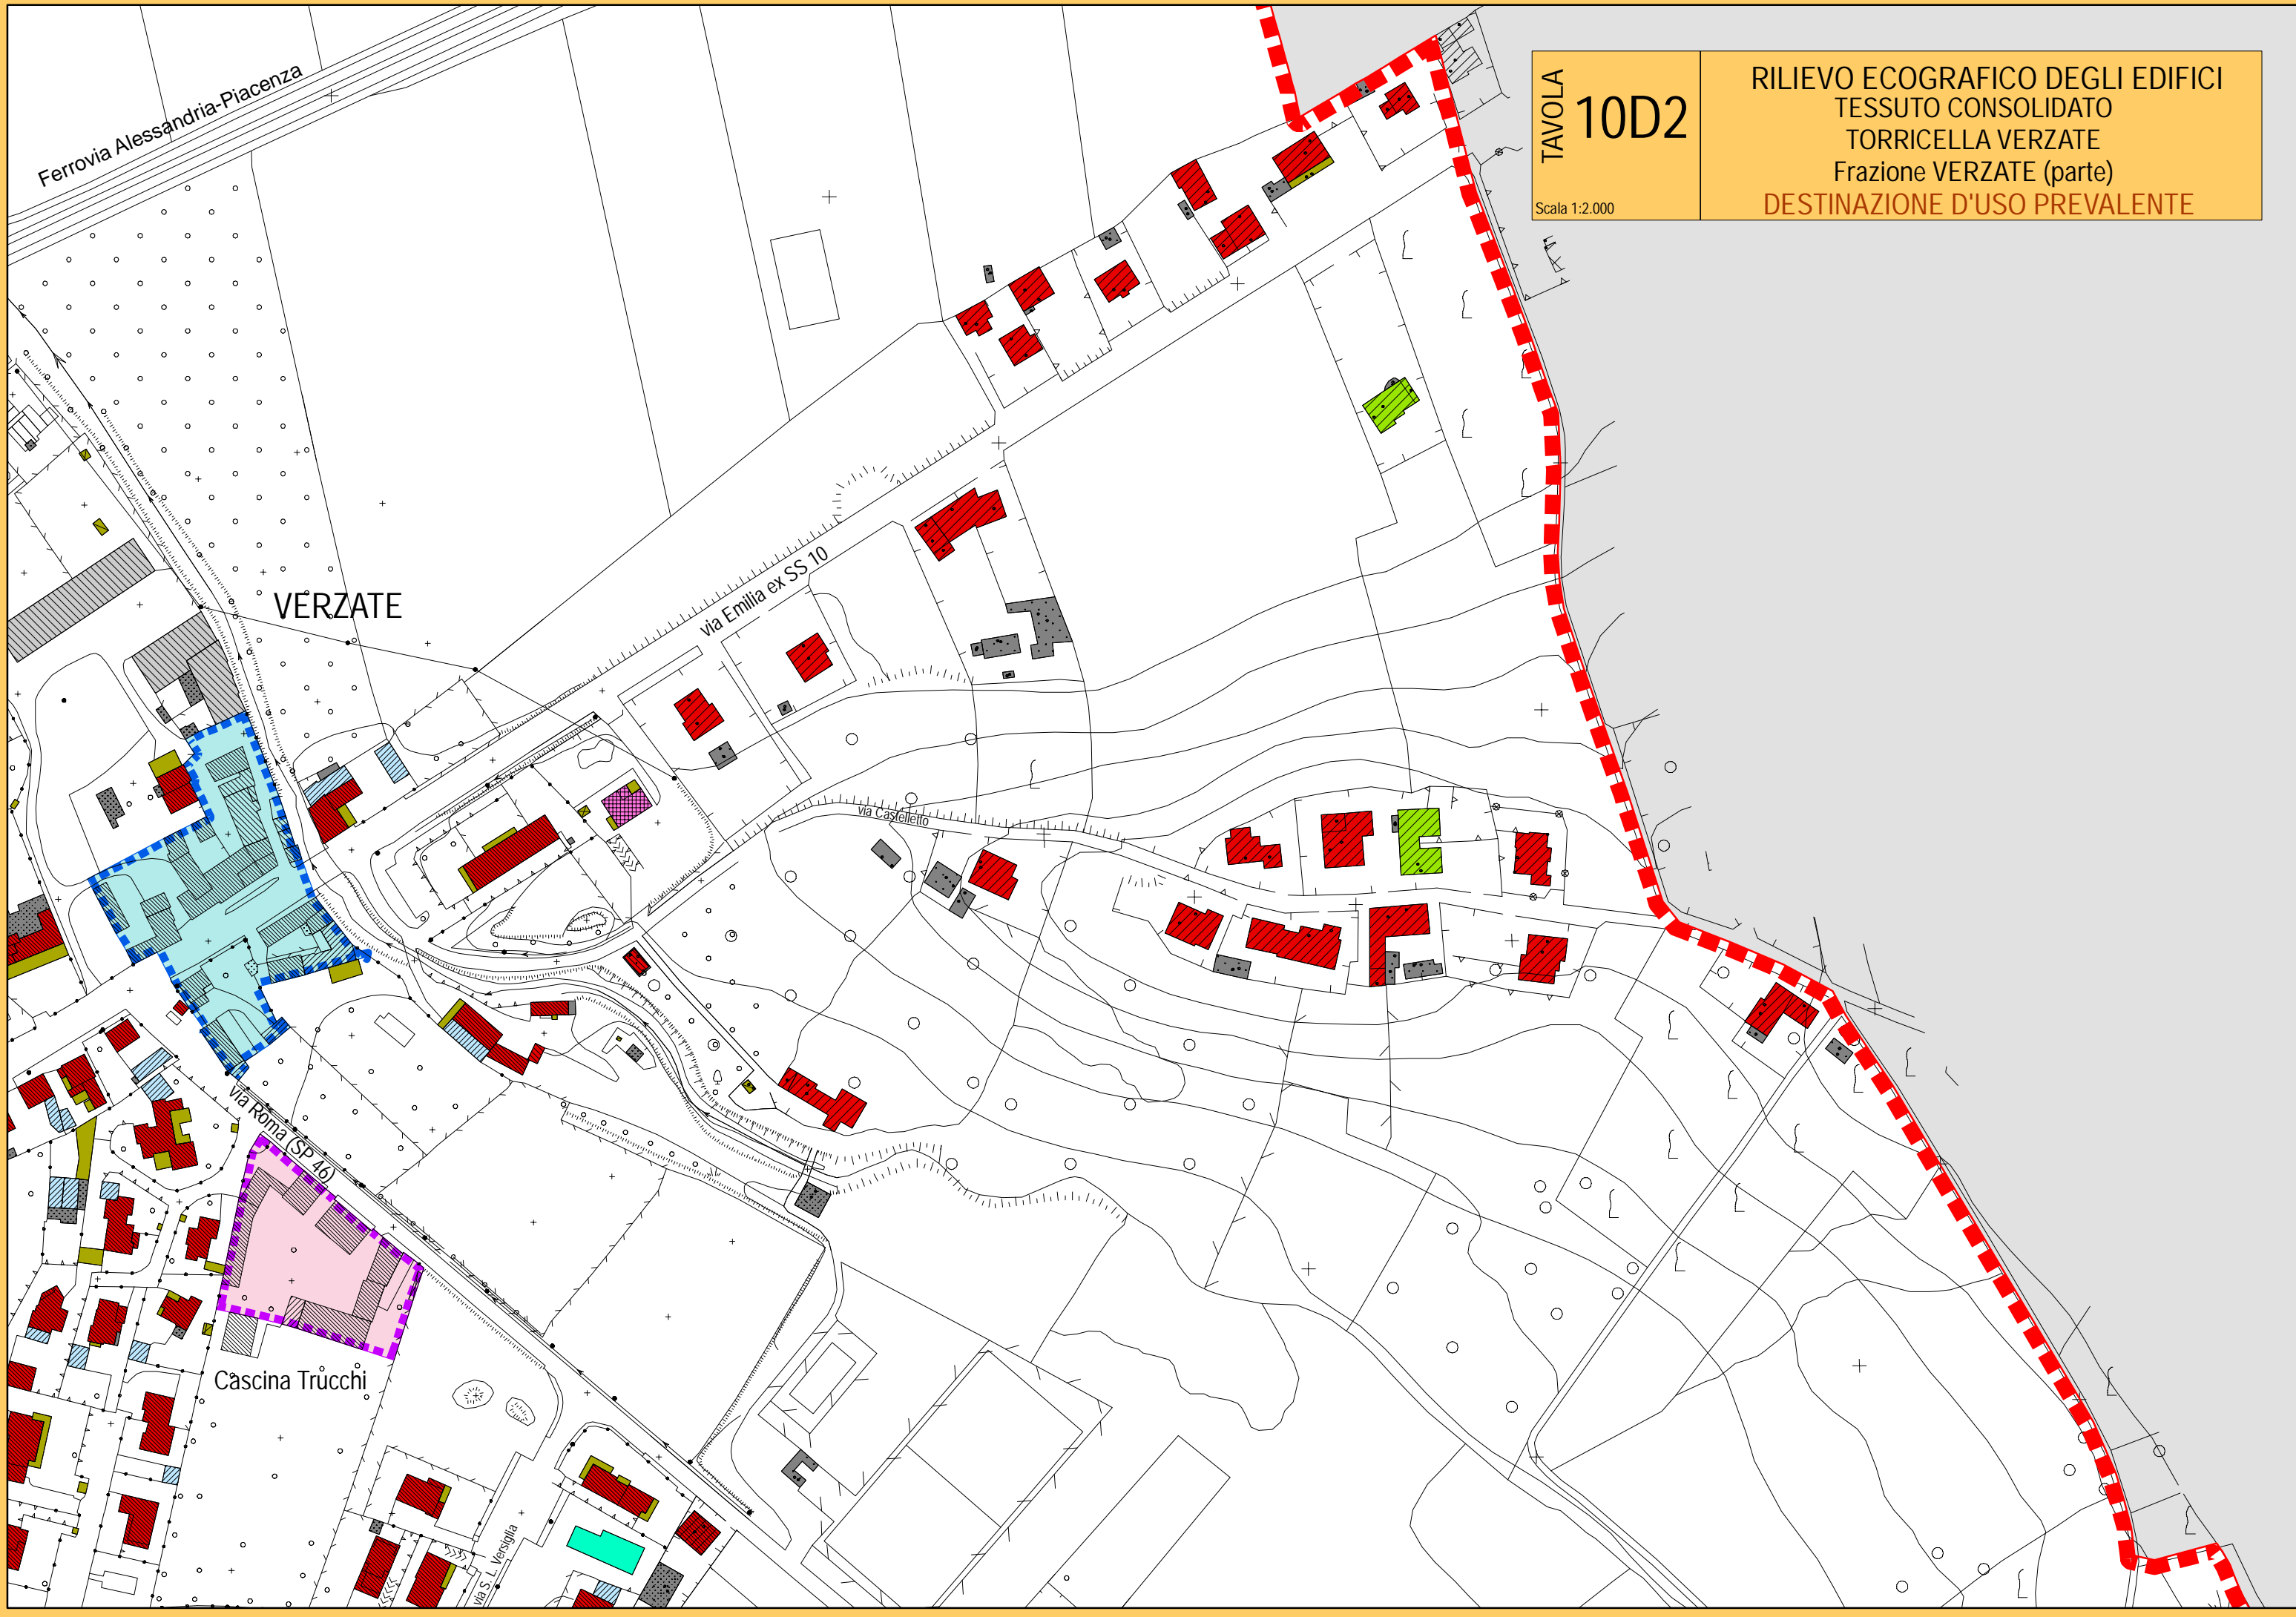 TAVOLA
10D2
Scala 1:2.000
RILIEVO ECOGRAFICO DEGLI EDIFICI
TESSUTO CONSOLIDATO
TORRICELLA VERZATE
Frazione VERZATE (parte)
DESTINAZIONE D'USO PREVALENTE
Ferrovia Alessandria-Piacenza
VERZATE
via Emilia ex SS 10
via Castelletto
via Roma (SP 46)
Cascina Trucchi
via S. L. Versiglia